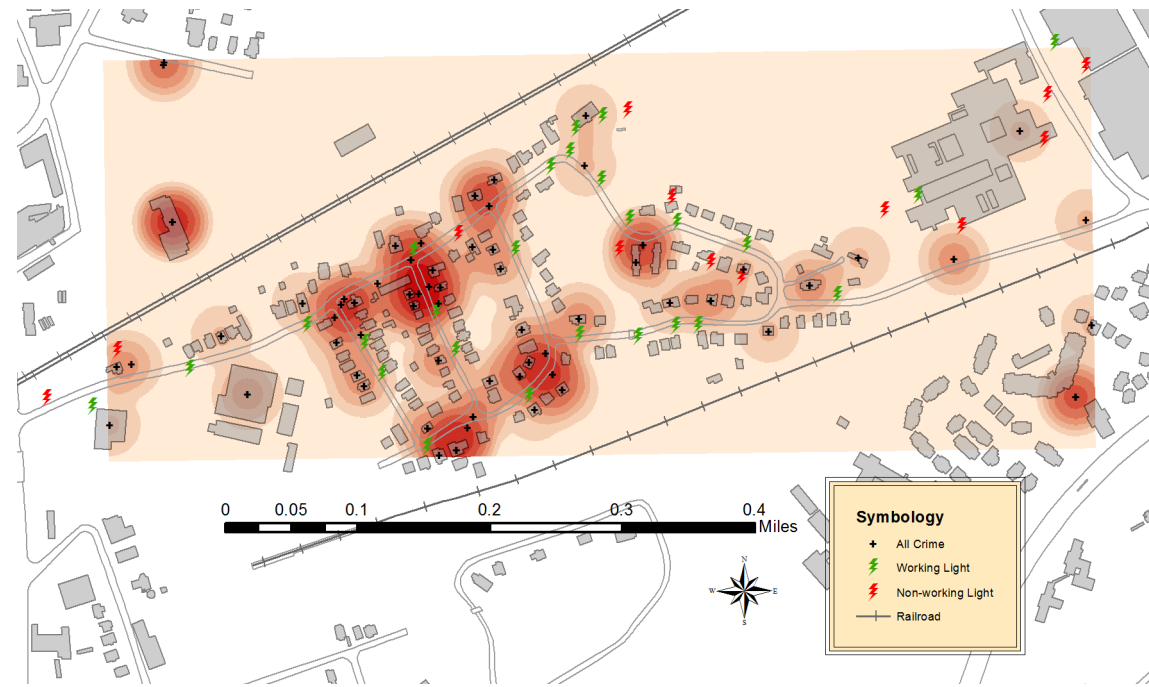 0 0.05 0.1 0.2 0.3 0.4
Miles
Symbology
All Crime
Working Light
Non-working Light
Railroad
N
W E
S